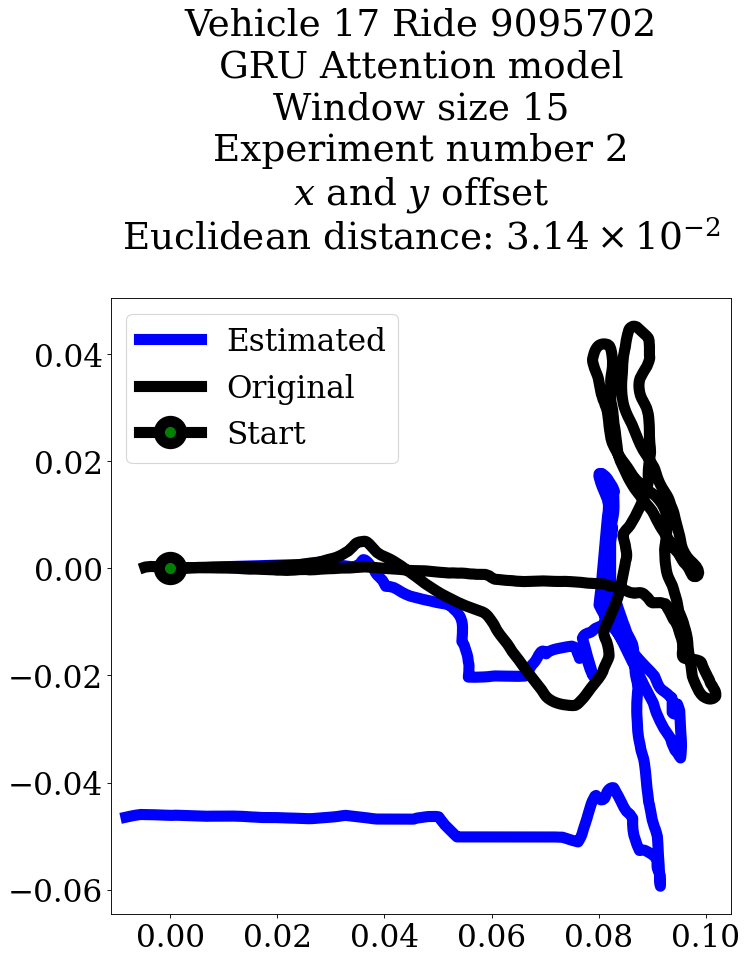 Vehicle 17 Ride 9095702
GRU Attention model
Window size 15
Experiment number 2
x and y offset
Euclidean distance: 3.14 × 10⁻²
Estimated
Original
Start
0.04
0.02
0.00
−0.02
−0.04
−0.06
0.00 0.02 0.04 0.06 0.08 0.10